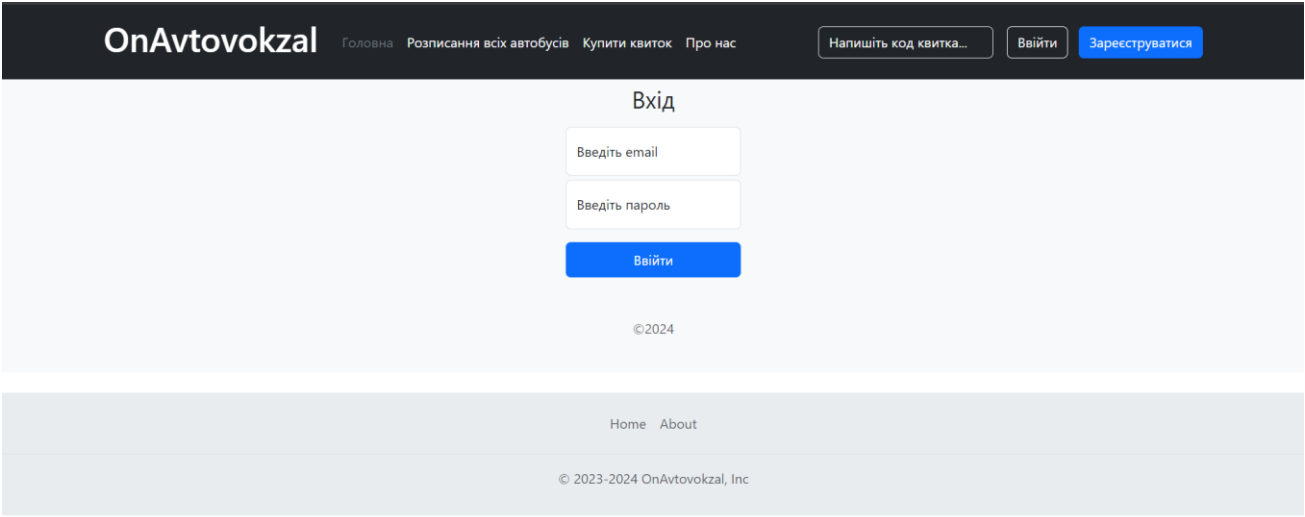 OnAvtovokzal Головна Розписання всіх автобусів Купити квиток Про нас Напишіть код квитка... Ввійти Зареєструватися
Вхід
Введіть email
Введіть пароль
Ввійти
©2024
Home About
© 2023-2024 OnAvtovokzal, Inc